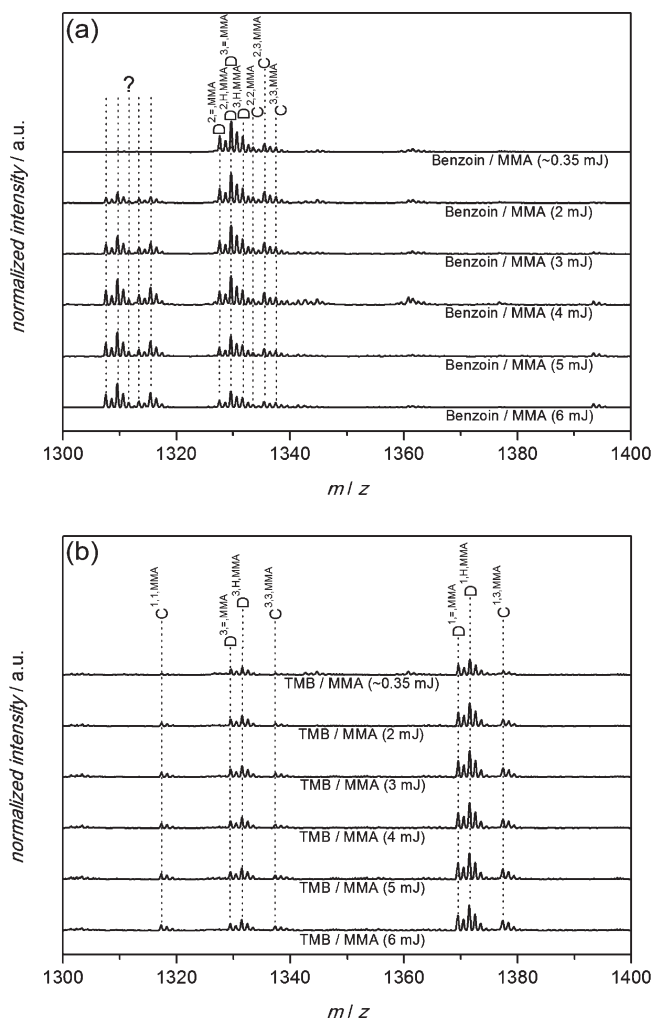 (a)
?
D2,=,MMA
D2,H,MMA
D3,=,MMA
D3,H,MMA
C2,2,MMA
C2,3,MMA
C3,3,MMA
Benzoin / MMA (~0.35 mJ)
Benzoin / MMA (2 mJ)
Benzoin / MMA (3 mJ)
Benzoin / MMA (4 mJ)
Benzoin / MMA (5 mJ)
Benzoin / MMA (6 mJ)
normalized intensity / a.u.
1300 1320 1340 1360 1380 1400
m / z
(b)
C1,1,MMA
D3,=,MMA
D3,H,MMA
C3,3,MMA
D1,=,MMA
D1,H,MMA
C1,3,MMA
TMB / MMA (~0.35 mJ)
TMB / MMA (2 mJ)
TMB / MMA (3 mJ)
TMB / MMA (4 mJ)
TMB / MMA (5 mJ)
TMB / MMA (6 mJ)
normalized intensity / a.u.
1300 1320 1340 1360 1380 1400
m / z